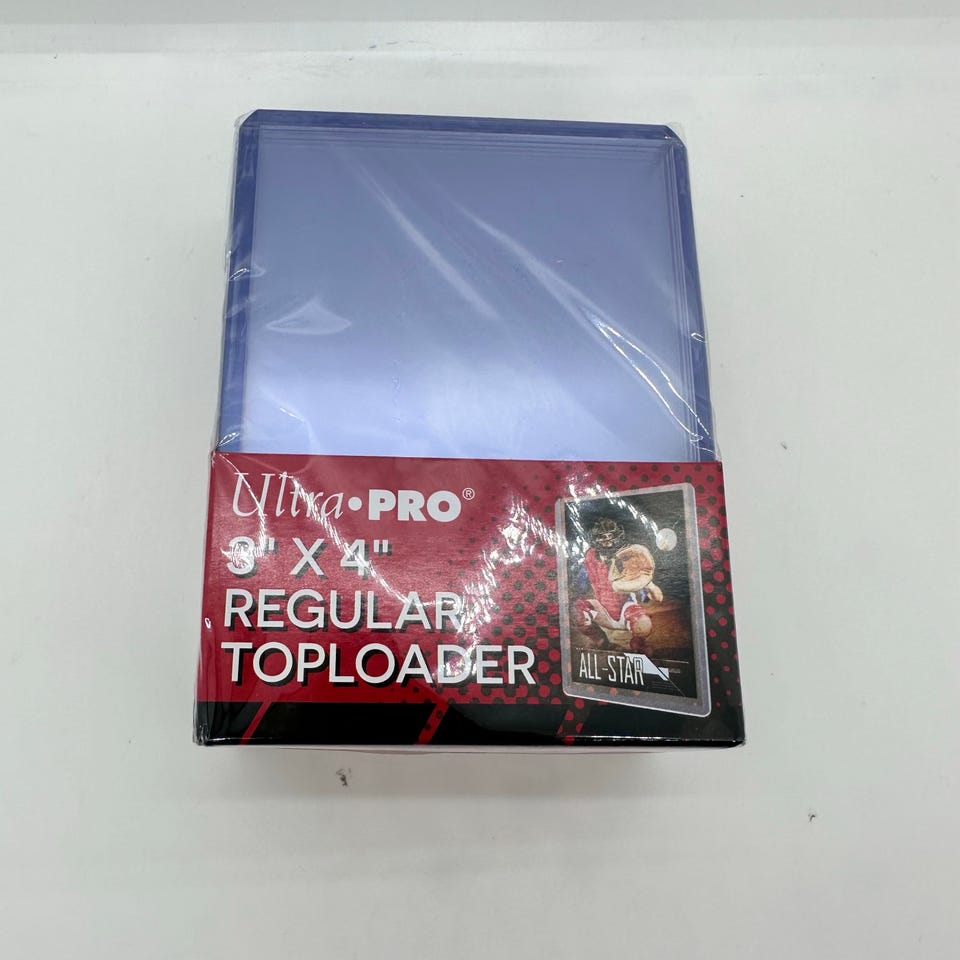 Ultra•PRO®
3" X 4"
REGULAR
TOPLOADER
ALL-STAR